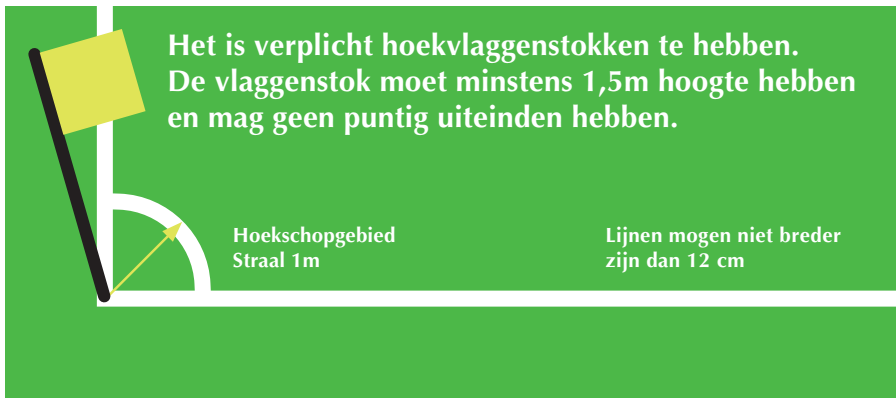 Het is verplicht hoekvlaggenstokken te hebben.
De vlaggenstok moet minstens 1,5m hoogte hebben
en mag geen puntig uiteinden hebben.
Hoekschopgebied
Straal 1m
Lijnen mogen niet breder
zijn dan 12 cm